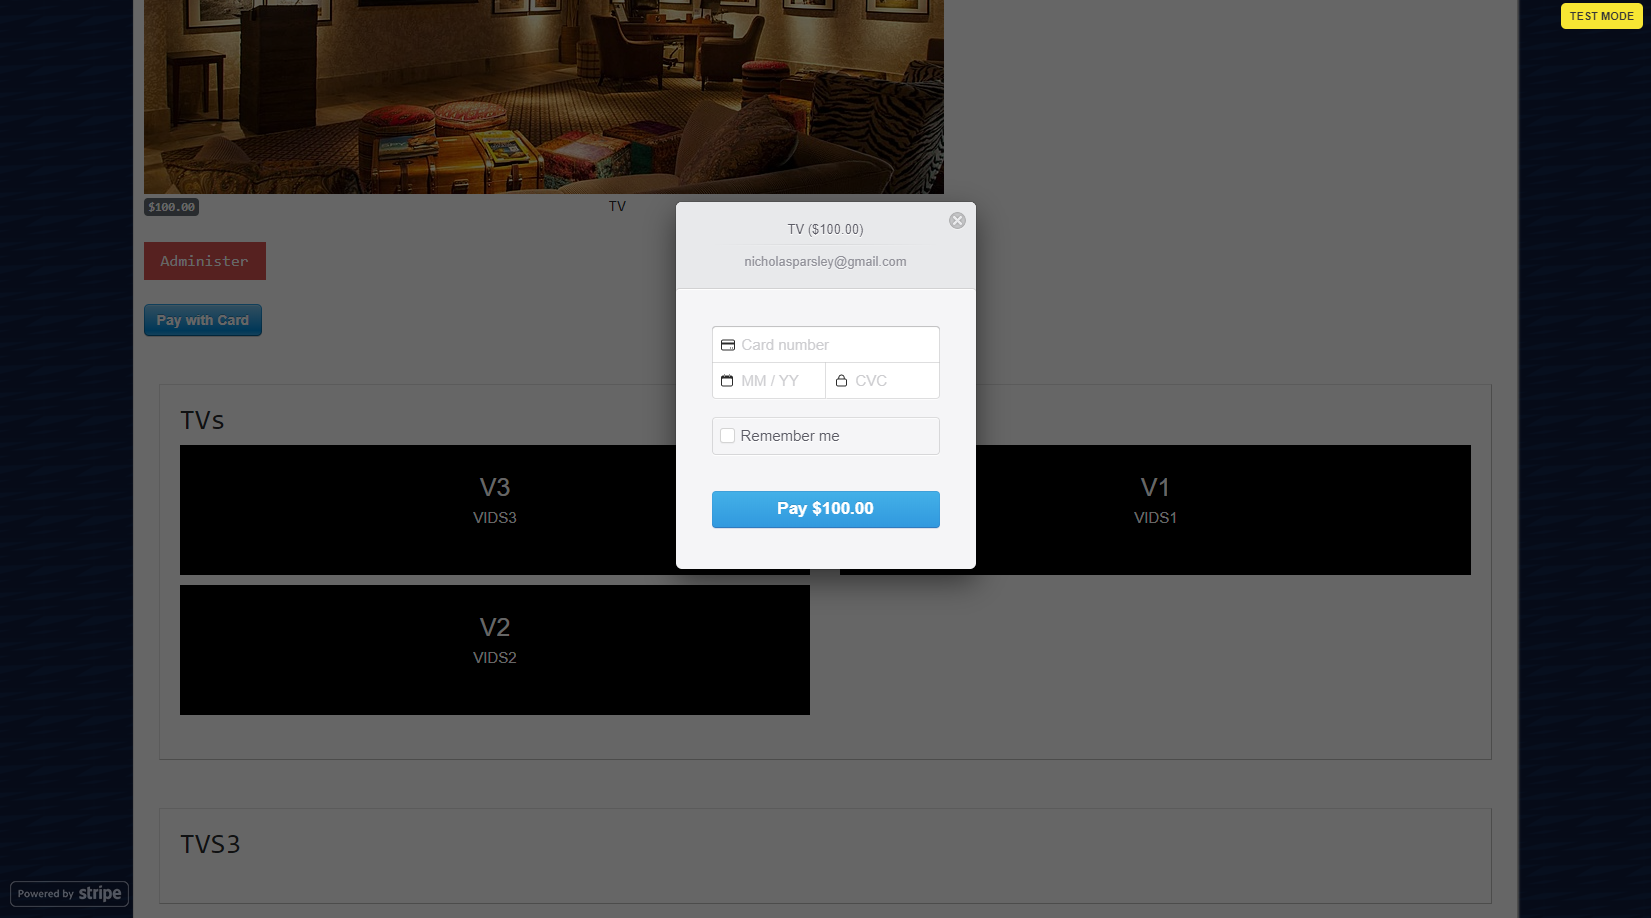 TEST MODE
$100.00
TV
Administer
Pay with Card
TV ($100.00)
nicholasparsley@gmail.com
Card number
MM / YY
CVC
Remember me
Pay $100.00
TVs
V3
VIDS3
V1
VIDS1
V2
VIDS2
TVS3
Powered by stripe